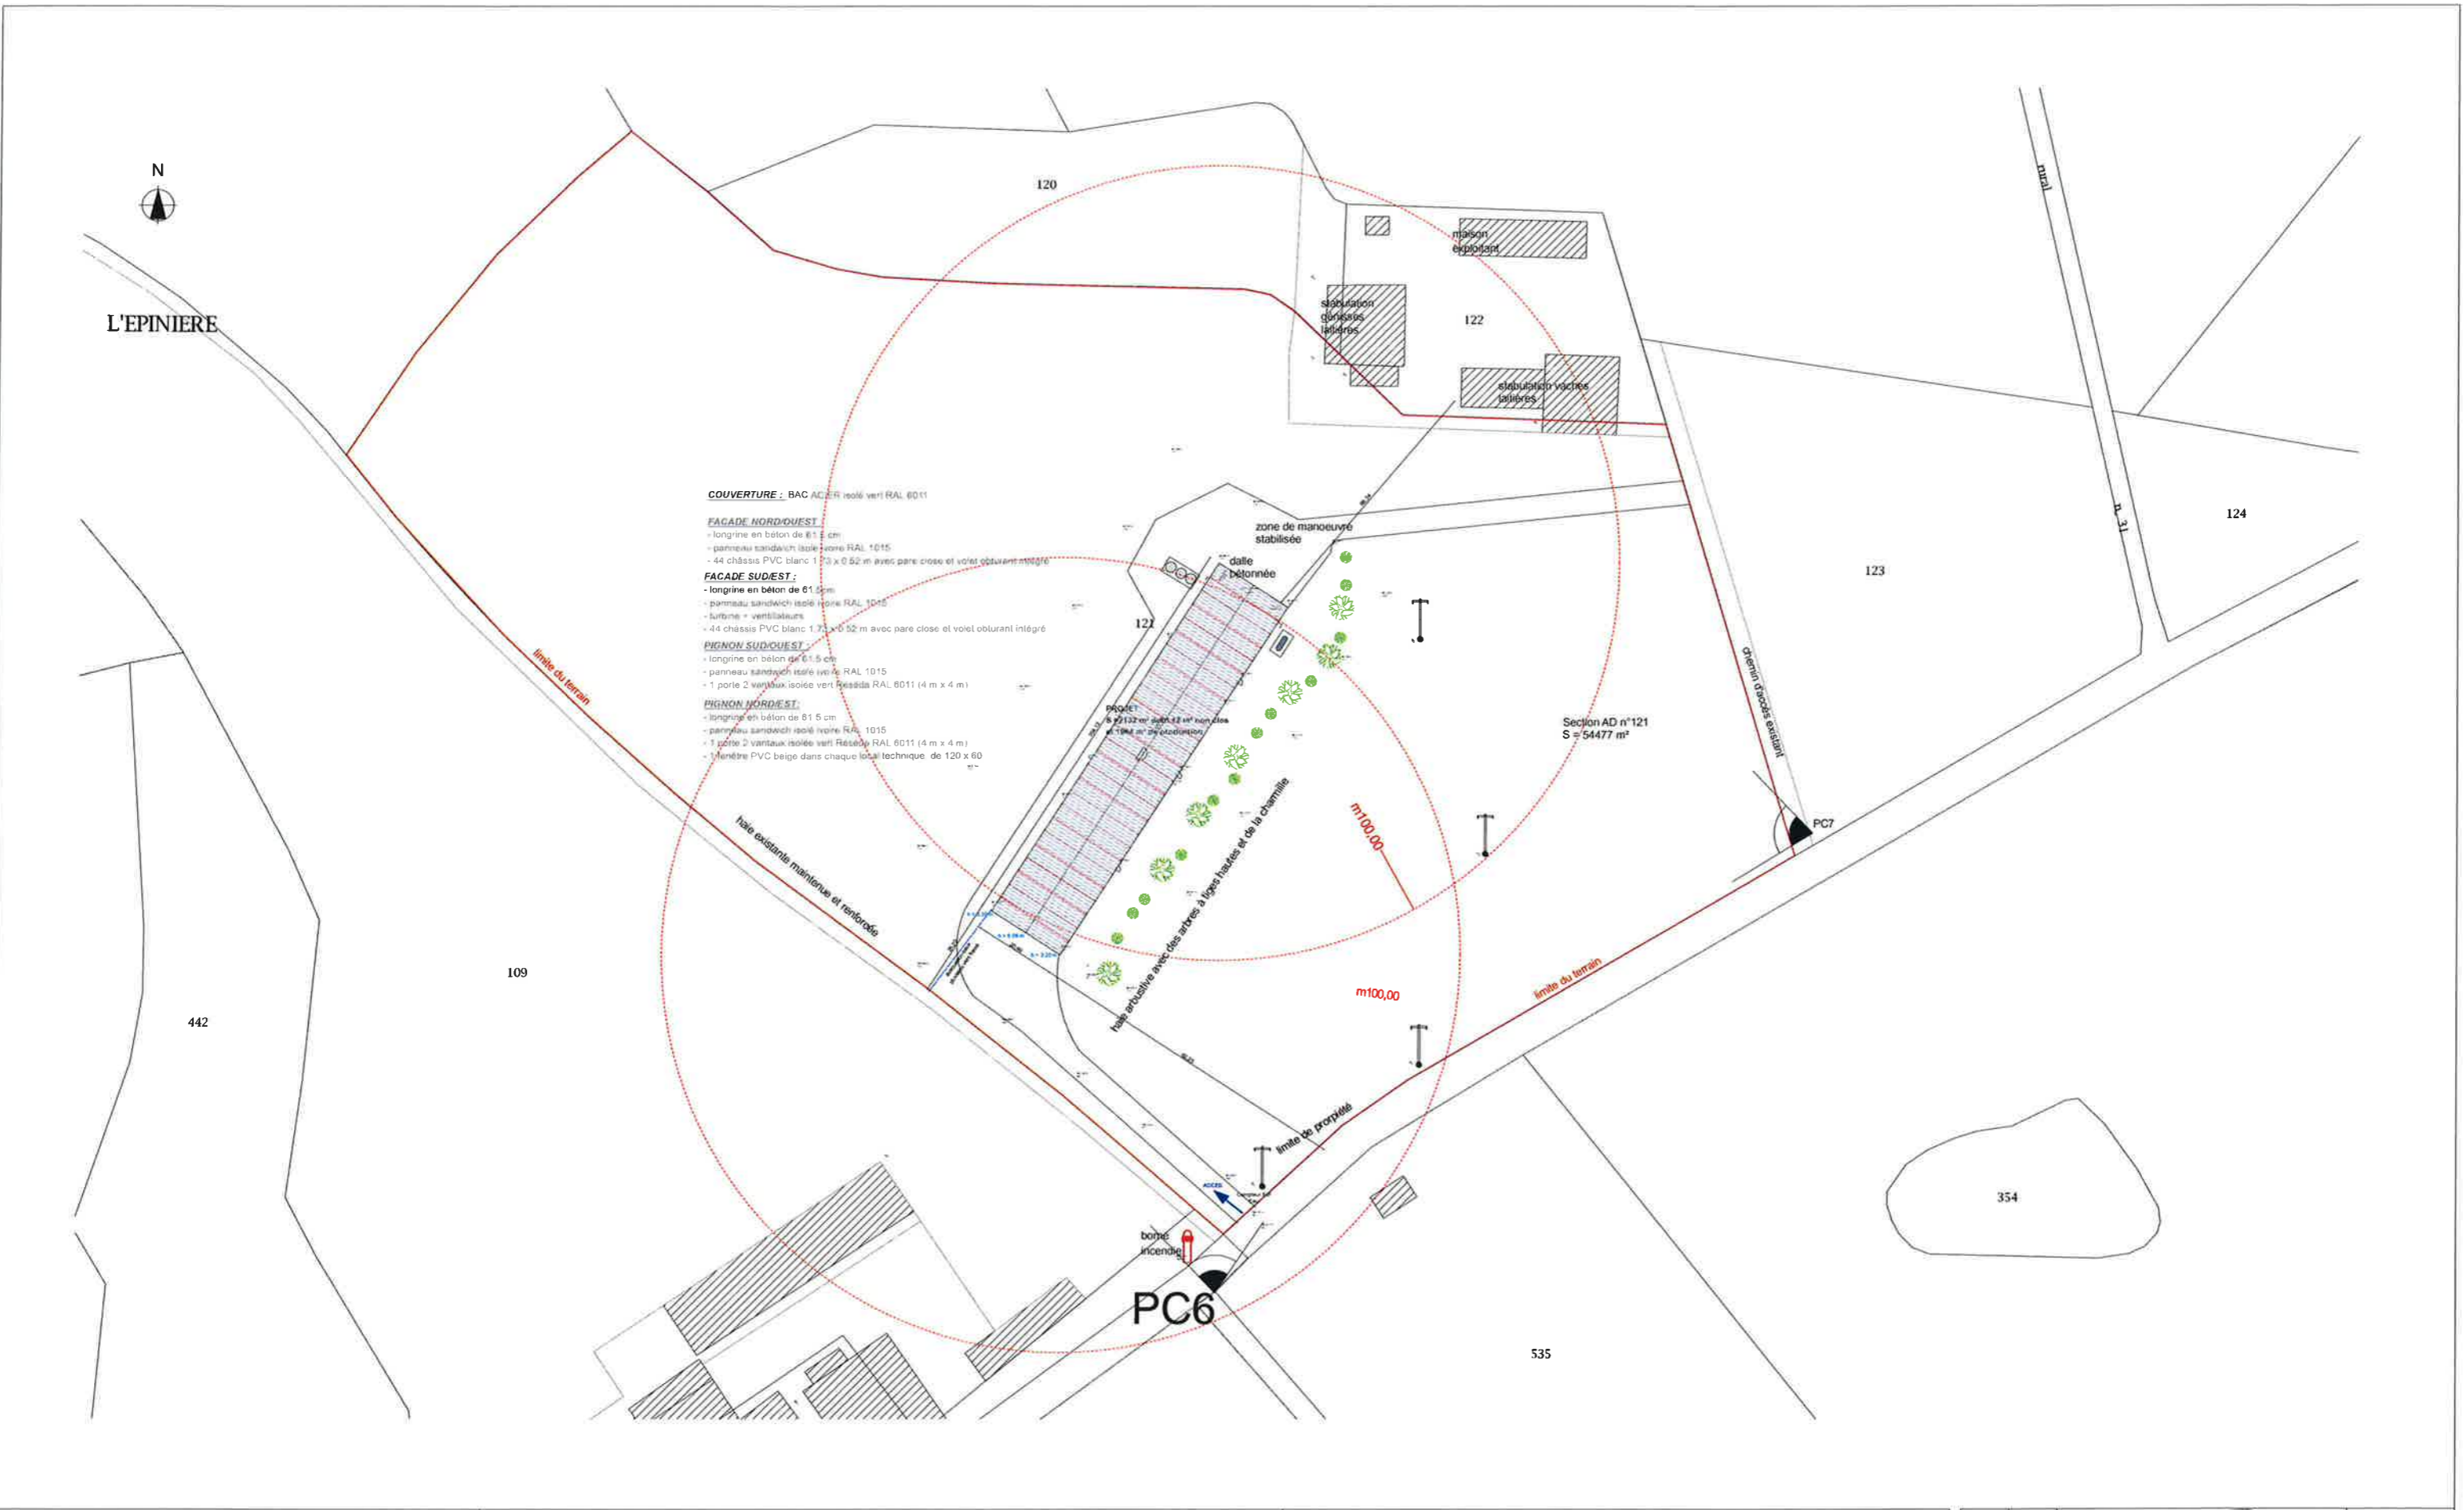 N
L'EPINIERE
120
maison
exploitant
stabulation
génisses
laitières
122
stabulation vaches
laitières
rural
n. 31
124
123
COUVERTURE : BAC ACIER isolé vert RAL 6011
FACADE NORD/OUEST
- longrine en béton de 61.5 cm
- panneau sandwich isolé ivoire RAL 1015
- 44 châssis PVC blanc 1.73 x 0.52 m avec pare close et volet obturant intégré
FACADE SUD/EST :
- longrine en béton de 61.5 cm
- panneau sandwich isolé ivoire RAL 1015
- turbine + ventilateurs
- 44 châssis PVC blanc 1.73 x 0.52 m avec pare close et volet obturant intégré
PIGNON SUD/OUEST :
- longrine en béton de 61.5 cm
- panneau sandwich isolé ivoire RAL 1015
- 1 porte 2 vantaux isolée vert Réséda RAL 6011 (4 m x 4 m)
PIGNON NORD/EST:
- longrine en béton de 61.5 cm
- panneau sandwich isolé ivoire RAL 1015
- 1 porte 2 vantaux isolée vert Réséda RAL 6011 (4 m x 4 m)
- 1 fenêtre PVC beige dans chaque local technique de 120 x 60
zone de manoeuvre
stabilisée
dalle
bétonnée
121
PROJET
limite du terrain
haie existante maintenue et renforcée
haie arbustive avec des arbres à tiges hautes et de la charmille
m100,00
Section AD n°121
S = 54477 m²
chemin d'accès existant
PC7
m100,00
limite du terrain
limite de prorpiété
109
442
ACCES
borne
incendie
PC6
535
354